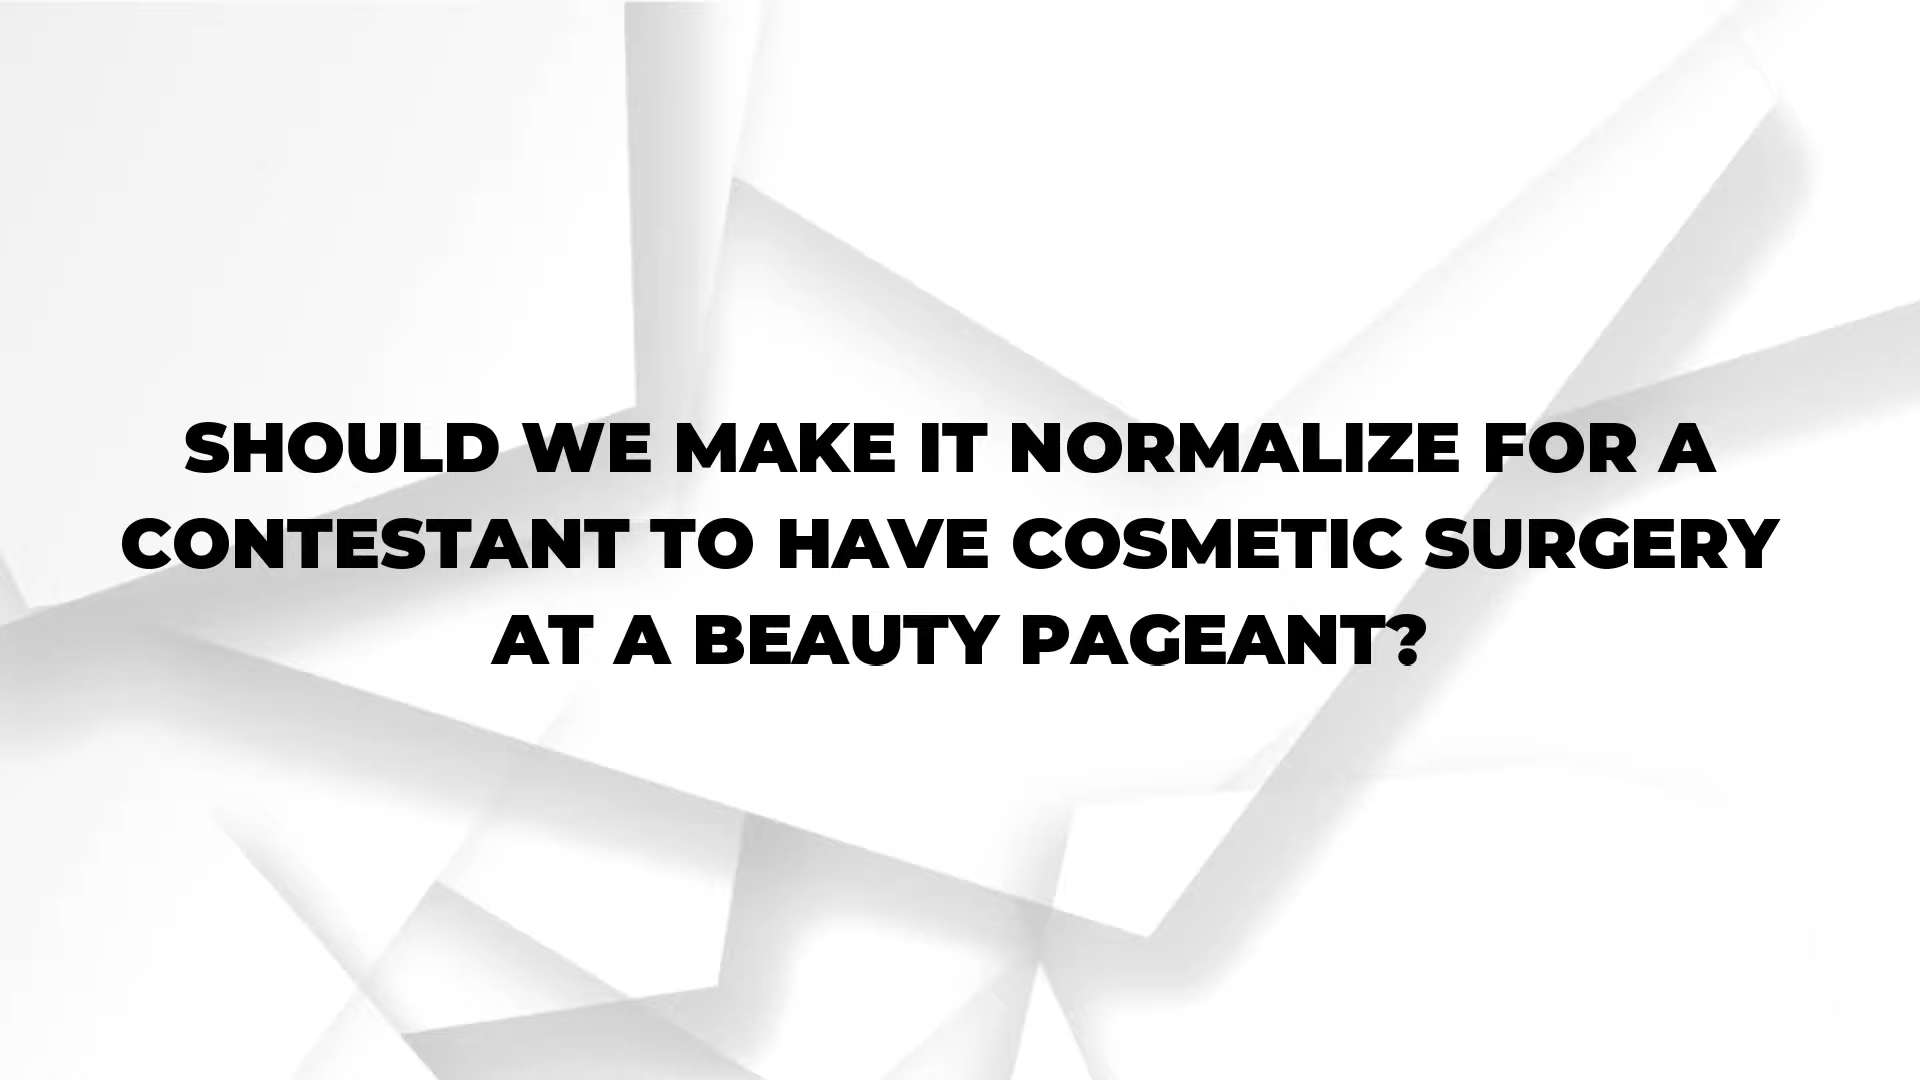 SHOULD WE MAKE IT NORMALIZE FOR A
CONTESTANT TO HAVE COSMETIC SURGERY
AT A BEAUTY PAGEANT?